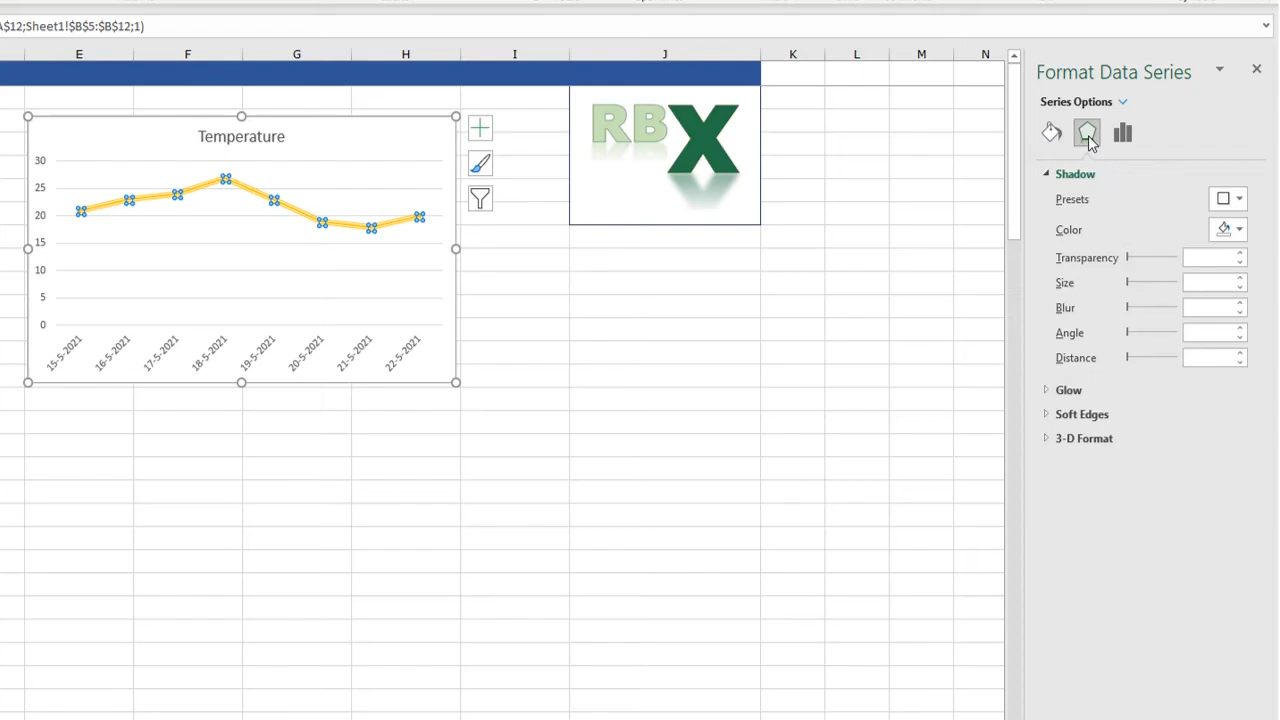 A$12;Sheet1!$B$5:$B$12;1)
E F G H I J K L M N
Format Data Series
Series Options
RBX
Temperature
30
25
20
15
10
5
0
15-5-2021 16-5-2021 17-5-2021 18-5-2021 19-5-2021 20-5-2021 21-5-2021 22-5-2021
Shadow
Presets
Color
Transparency
Size
Blur
Angle
Distance
Glow
Soft Edges
3-D Format